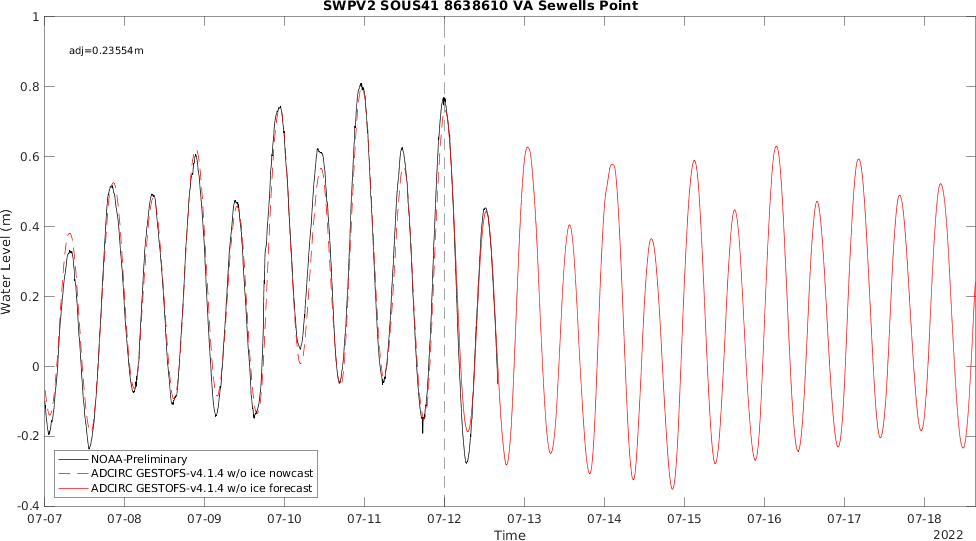 SWPV2 SOUS41 8638610 VA Sewells Point
1
adj=0.23554m
0.8
0.6
0.4
0.2
0
-0.2
-0.4
Water Level (m)
NOAA-Preliminary
ADCIRC GESTOFS-v4.1.4 w/o ice nowcast
ADCIRC GESTOFS-v4.1.4 w/o ice forecast
07-07 07-08 07-09 07-10 07-11 07-12 07-13 07-14 07-15 07-16 07-17 07-18
Time
2022